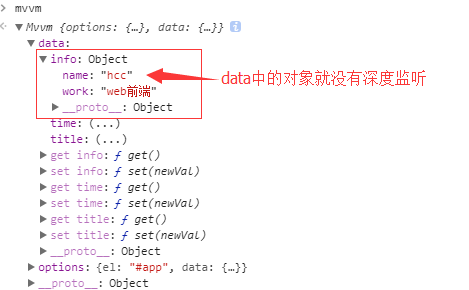 > mvvm
< ▼ Mvvm {options: {…}, data: {…}} i
▼ data:
▼ info: Object
name: "hcc"
work: "web前端"
▶ __proto__: Object
data中的对象就没有深度监听
time: (...)
title: (...)
▶ get info: ƒ get()
▶ set info: ƒ set(newVal)
▶ get time: ƒ get()
▶ set time: ƒ set(newVal)
▶ get title: ƒ get()
▶ set title: ƒ set(newVal)
▶ __proto__: Object
▶ options: {el: "#app", data: {…}}
▶ __proto__: Object